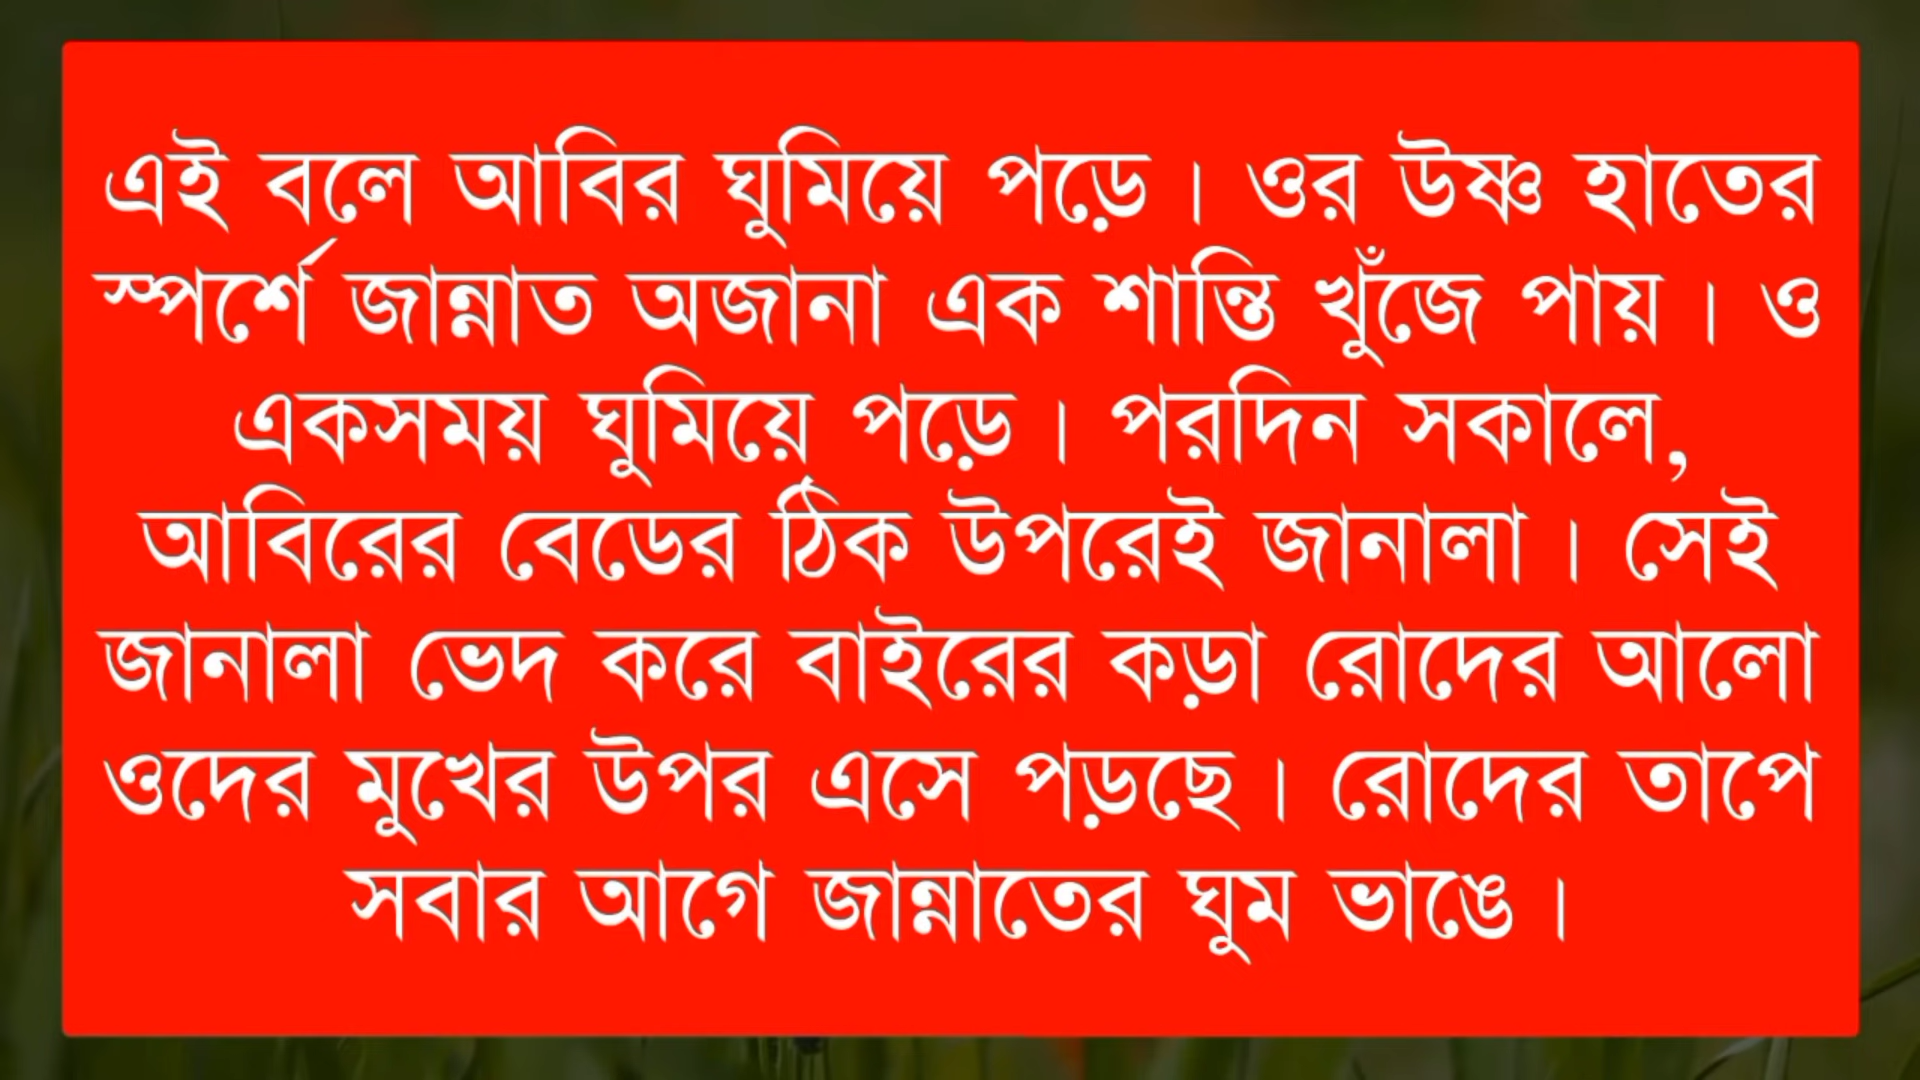 এই বলে আবির ঘুমিয়ে পড়ে । ওর উষ্ণ হাতের
স্পর্শে জান্নাত অজানা এক শান্তি খুঁজে পায় । ও
একসময় ঘুমিয়ে পড়ে । পরদিন সকালে,
আবিরের বেডের ঠিক উপরেই জানালা । সেই
জানালা ভেদ করে বাইরের কড়া রোদের আলো
ওদের মুখের উপর এসে পড়ছে । রোদের তাপে
সবার আগে জান্নাতের ঘুম ভাঙে ।